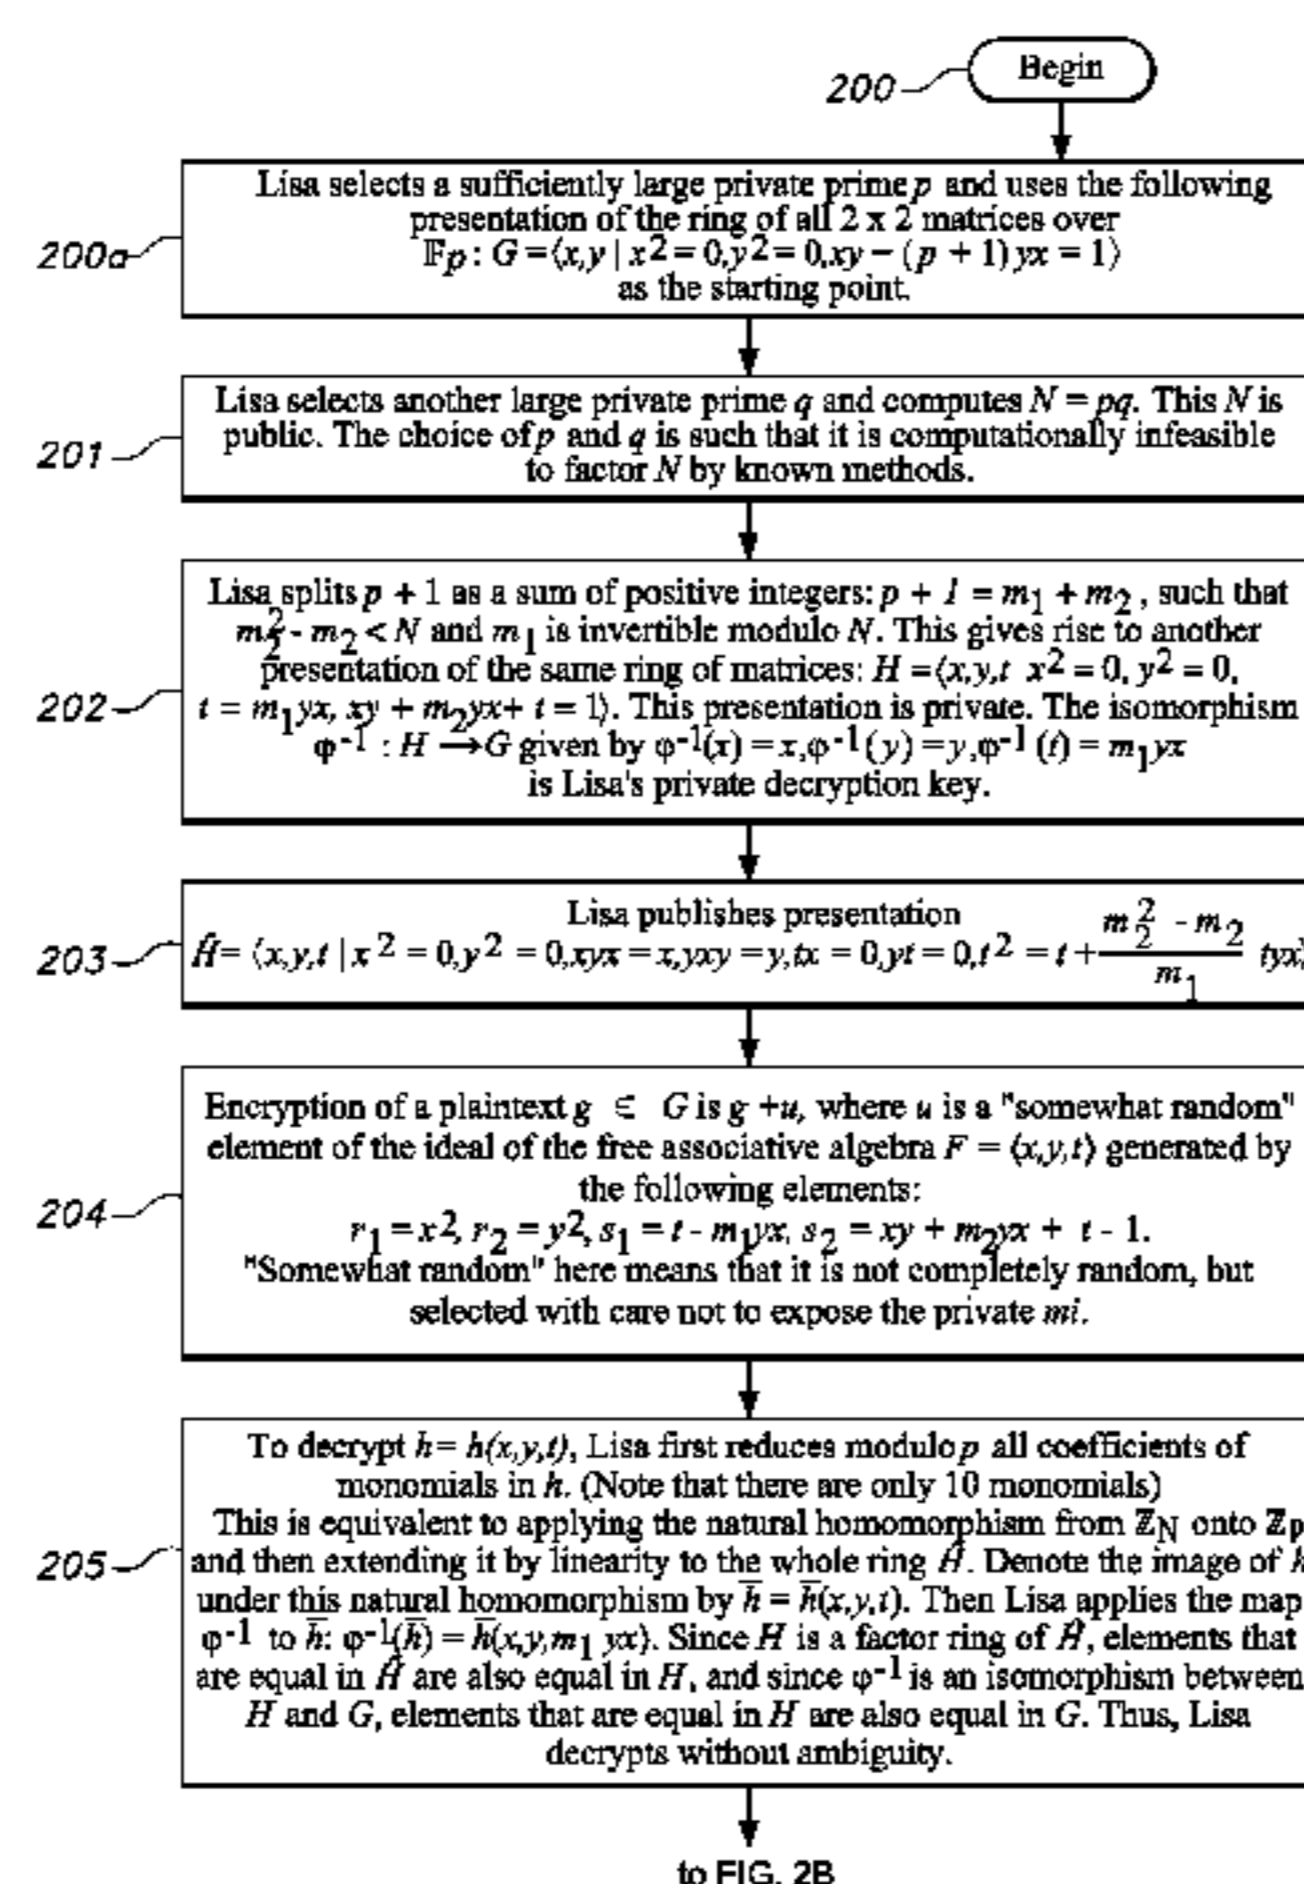 200 Begin
200a
Lisa selects a sufficiently large private prime p and uses the following
presentation of the ring of all 2 x 2 matrices over
𝔽p : G = ⟨x,y | x² = 0,y² = 0,xy − (p + 1) yx = 1⟩
as the starting point.
201
Lisa selects another large private prime q and computes N = pq. This N is
public. The choice of p and q is such that it is computationally infeasible
to factor N by known methods.
202
Lisa splits p + 1 as a sum of positive integers: p + 1 = m₁ + m₂ , such that
m₂² - m₂ < N and m₁ is invertible modulo N. This gives rise to another
presentation of the same ring of matrices: H = ⟨x,y,t x² = 0, y² = 0,
t = m₁yx, xy + m₂yx+ t = 1⟩. This presentation is private. The isomorphism
φ⁻¹ : H → G given by φ⁻¹(x) = x,φ⁻¹(y) = y,φ⁻¹ (t) = m₁yx
is Lisa's private decryption key.
203
Lisa publishes presentation
Ĥ= ⟨x,y,t | x² = 0,y² = 0,xyx = x,yxy = y,tx = 0,yt = 0,t² = t + (m₂² - m₂)/m₁ tyx
204
Encryption of a plaintext g ∈ G is g +u, where u is a "somewhat random"
element of the ideal of the free associative algebra F = ⟨x,y,t⟩ generated by
the following elements:
r₁ = x², r₂ = y², s₁ = t - m₁yx, s₂ = xy + m₂yx + t - 1.
"Somewhat random" here means that it is not completely random, but
selected with care not to expose the private mi.
205
To decrypt h= h(x,y,t), Lisa first reduces modulo p all coefficients of
monomials in h. (Note that there are only 10 monomials)
This is equivalent to applying the natural homomorphism from ℤN onto ℤp
and then extending it by linearity to the whole ring Ĥ. Denote the image of h
under this natural homomorphism by h̄ = h̄(x,y,t). Then Lisa applies the map
φ⁻¹ to h̄: φ⁻¹(h̄) = h̄(x,y,m₁ yx). Since H is a factor ring of Ĥ, elements that
are equal in Ĥ are also equal in H, and since φ⁻¹ is an isomorphism between
H and G, elements that are equal in H are also equal in G. Thus, Lisa
decrypts without ambiguity.
to FIG. 2B